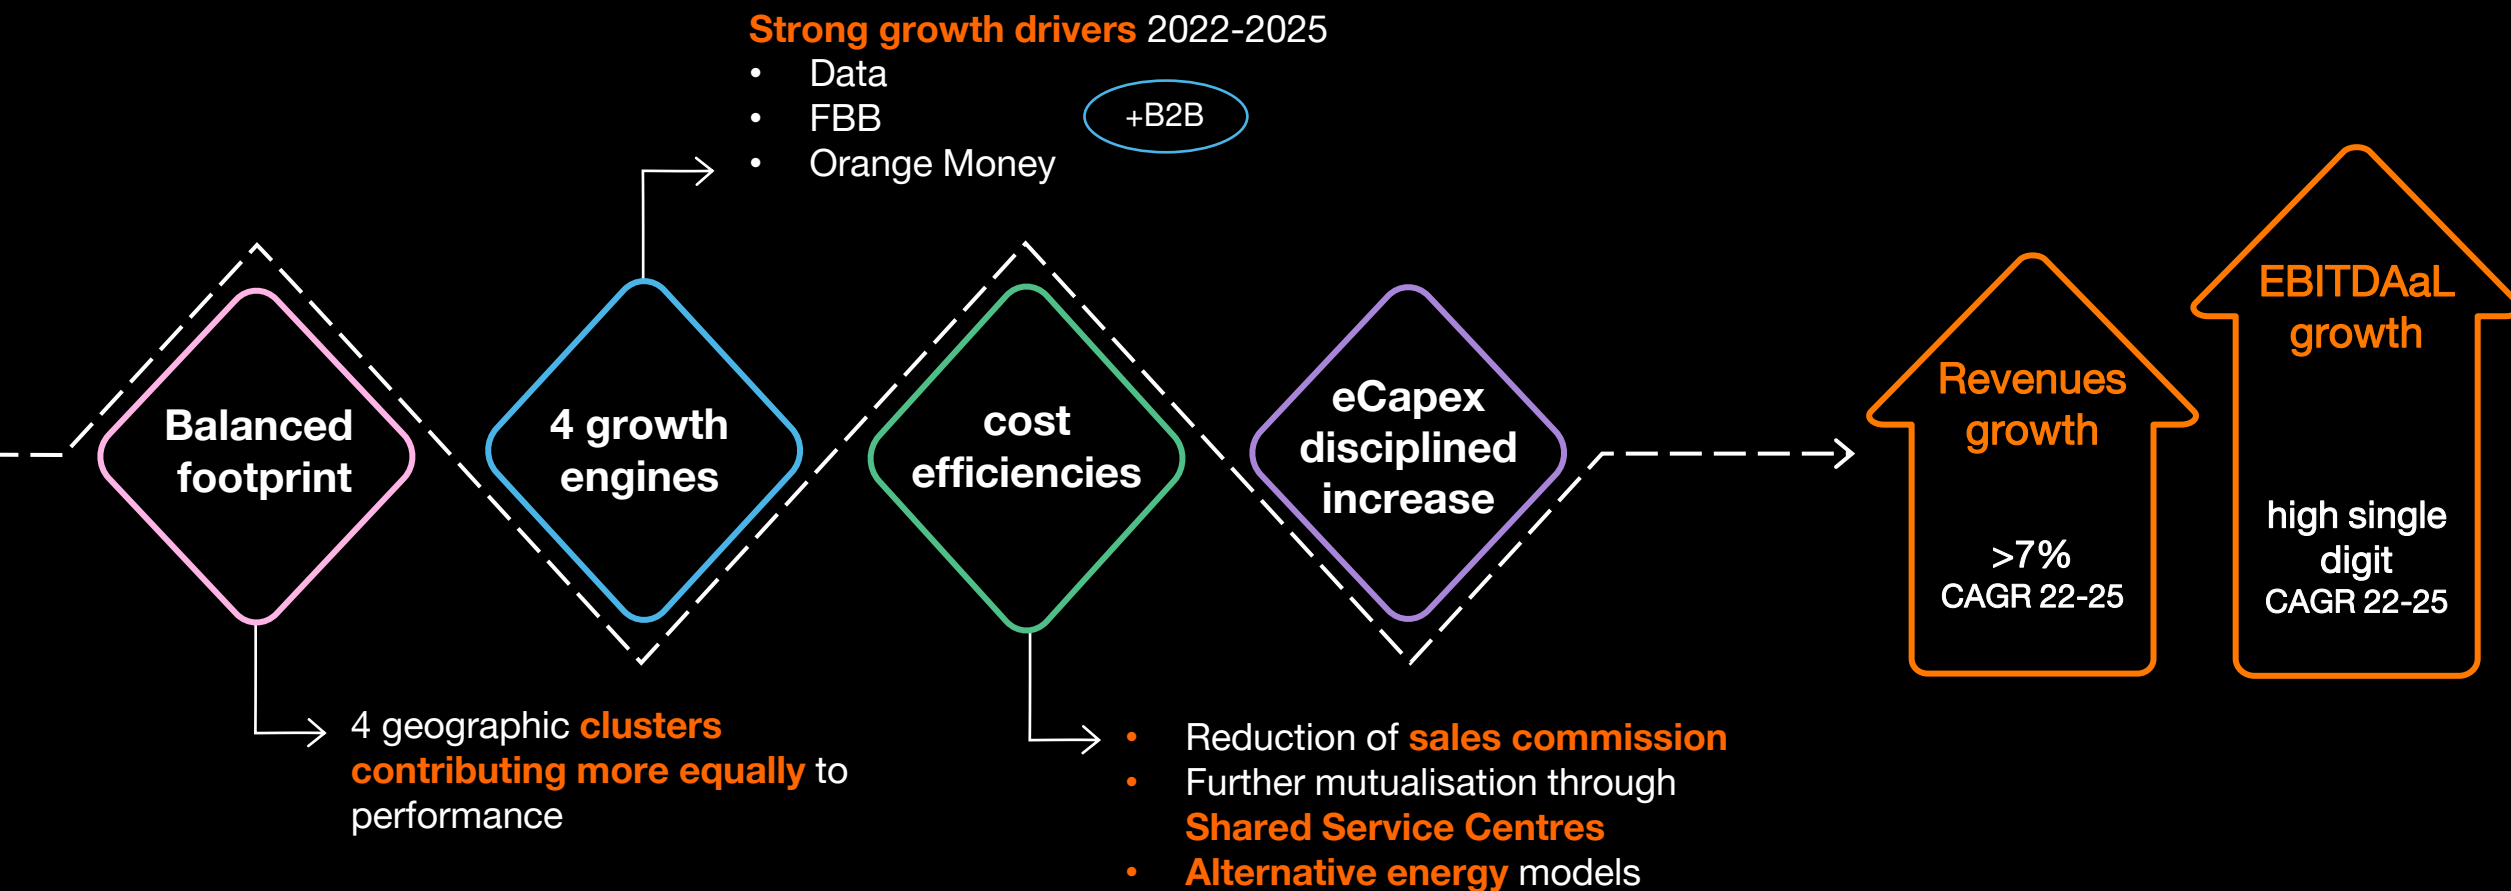 Strong growth drivers 2022-2025
• Data
• FBB
• Orange Money
+B2B
Balanced
footprint
4 growth
engines
cost
efficiencies
eCapex
disciplined
increase
Revenues
growth
>7%
CAGR 22-25
EBITDAaL
growth
high single
digit
CAGR 22-25
4 geographic clusters
contributing more equally to
performance
• Reduction of sales commission
• Further mutualisation through
Shared Service Centres
• Alternative energy models